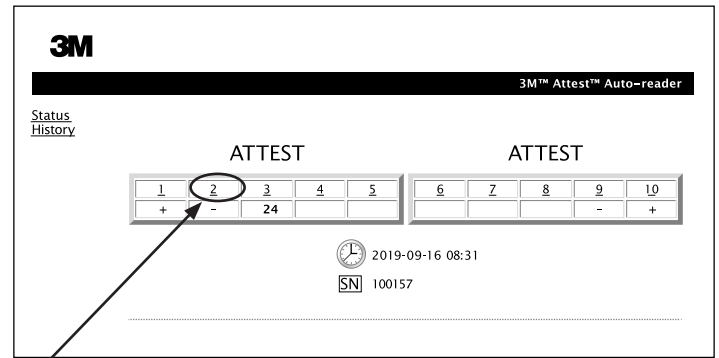 3M
3M™ Attest™ Auto-reader
Status
History
ATTEST ATTEST
1 2 3 4 5 6 7 8 9 10
+ - 24 - +
2019-09-16 08:31
SN 100157